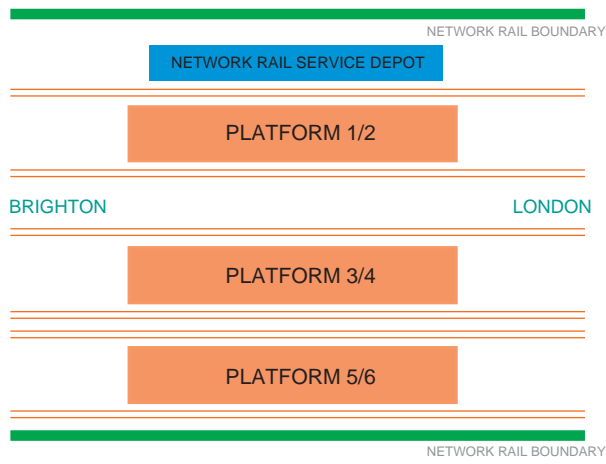 NETWORK RAIL BOUNDARY
NETWORK RAIL SERVICE DEPOT
PLATFORM 1/2
BRIGHTON
LONDON
PLATFORM 3/4
PLATFORM 5/6
NETWORK RAIL BOUNDARY